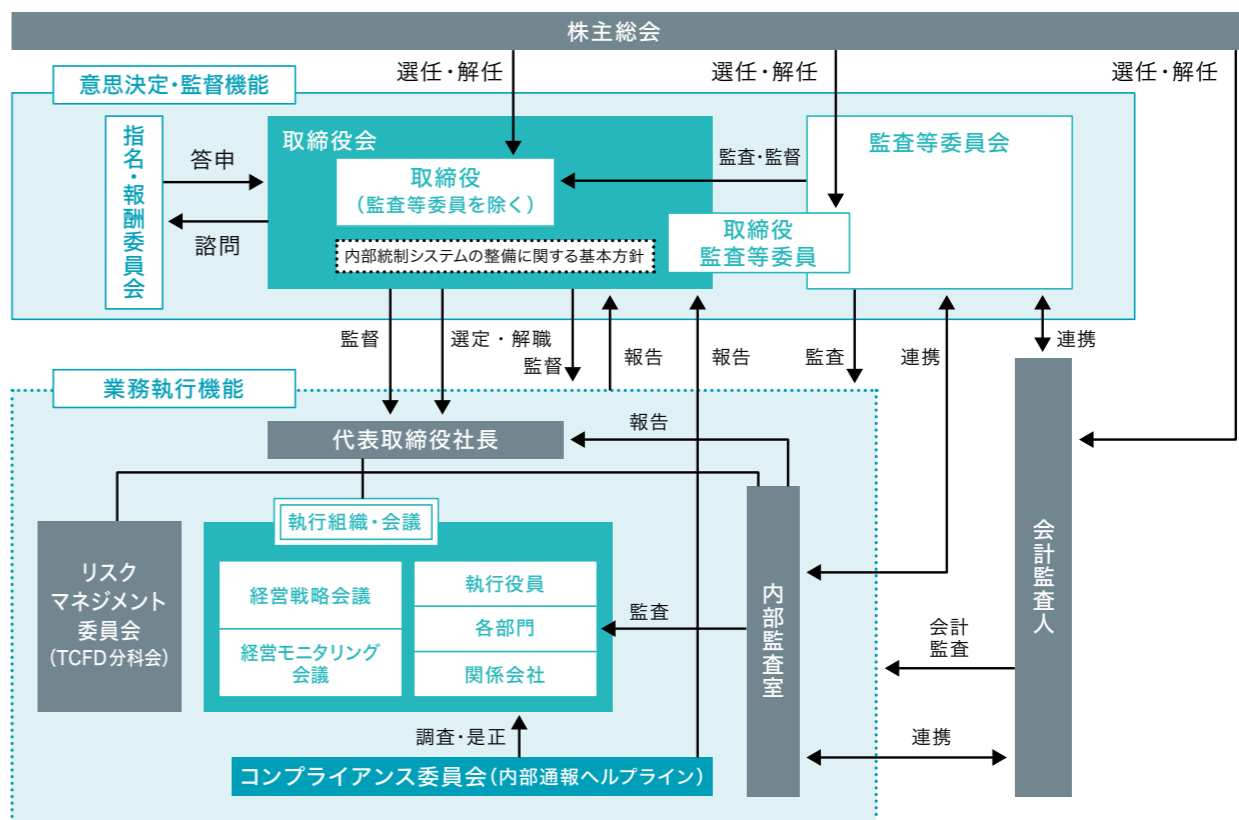 株主総会
選任・解任
選任・解任
選任・解任
意思決定・監督機能
指名・報酬委員会
答申
諮問
取締役会
取締役
（監査等委員を除く）
内部統制システムの整備に関する基本方針
監査・監督
監査等委員会
取締役
監査等委員
監督
選定・解職
監督
報告
報告
監査
連携
連携
業務執行機能
代表取締役社長
報告
リスク
マネジメント
委員会
（TCFD分科会）
執行組織・会議
経営戦略会議
経営モニタリング
会議
執行役員
各部門
関係会社
監査
内部監査室
会計
監査
会計監査人
調査・是正
連携
コンプライアンス委員会（内部通報ヘルプライン）